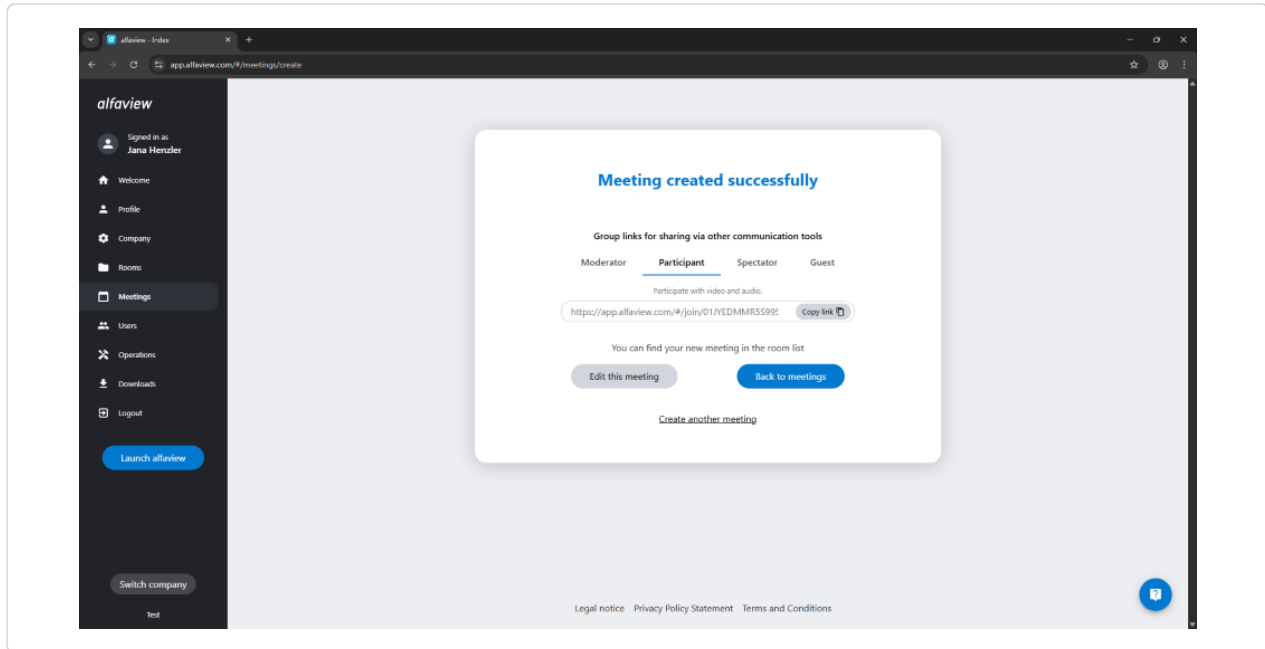 alfaview - Index
app.alfaview.com/#/meetings/create
alfaview
Signed in as
Jana Henzler
Welcome
Profile
Company
Rooms
Meetings
Users
Operations
Downloads
Logout
Launch alfaview
Switch company
Test
Meeting created successfully
Group links for sharing via other communication tools
Moderator Participant Spectator Guest
Participate with video and audio.
https://app.alfaview.com/#/join/01JYEDMMR5S99S Copy link
You can find your new meeting in the room list
Edit this meeting Back to meetings
Create another meeting
Legal notice Privacy Policy Statement Terms and Conditions